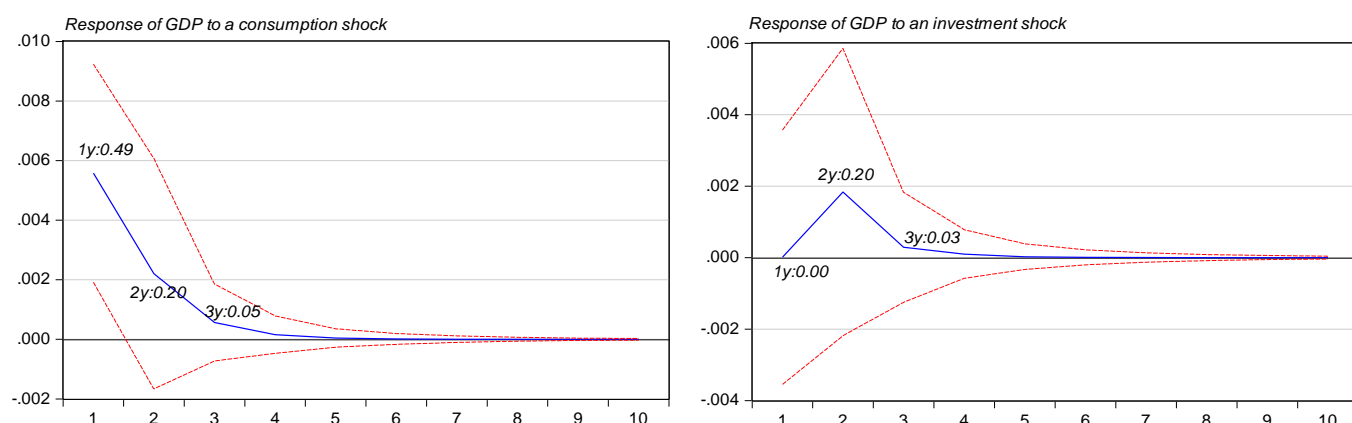 Response of GDP to a consumption shock
.010
.008
.006
.004
.002
.000
-.002
1y:0.49
2y:0.20
3y:0.05
1 2 3 4 5 6 7 8 9 10
Response of GDP to an investment shock
.006
.004
.002
.000
-.002
-.004
2y:0.20
3y:0.03
1y:0.00
1 2 3 4 5 6 7 8 9 10